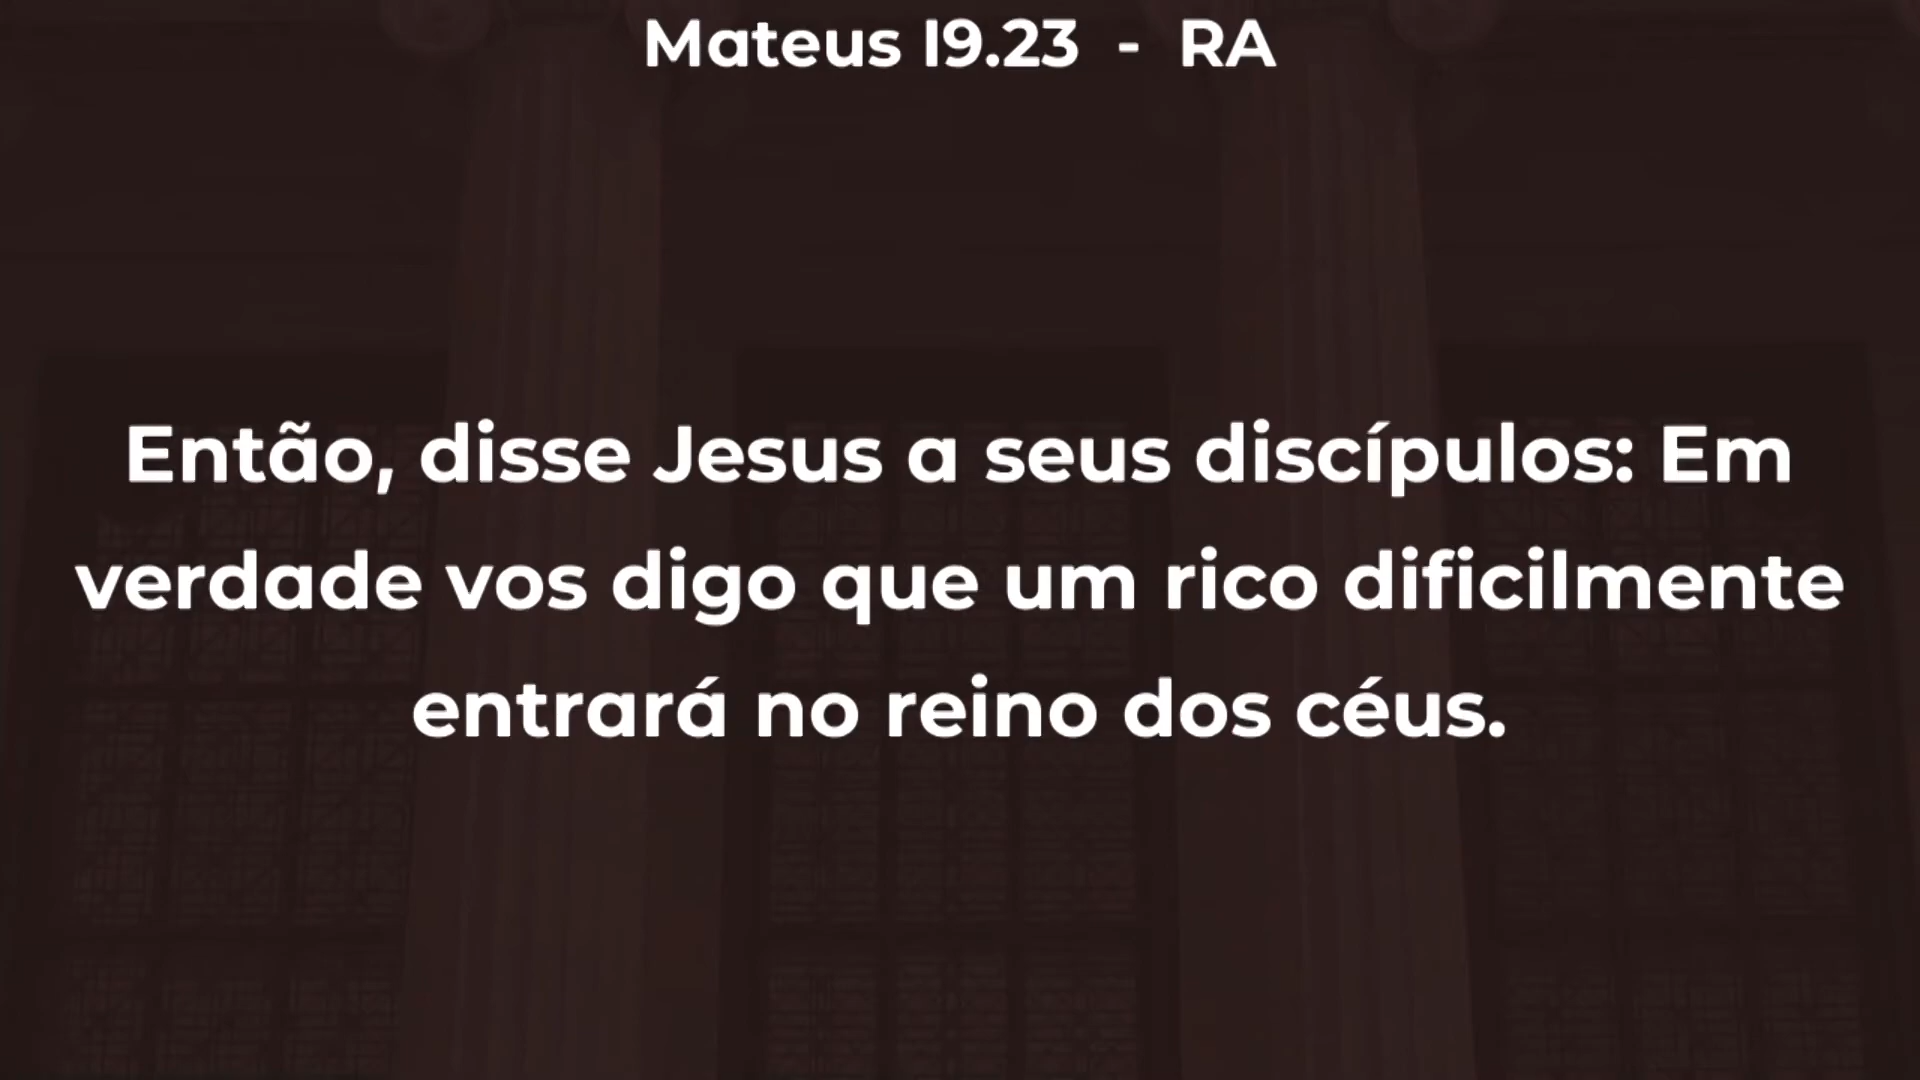 Mateus 19.23 - RA
Então, disse Jesus a seus discípulos: Em
verdade vos digo que um rico dificilmente
entrará no reino dos céus.